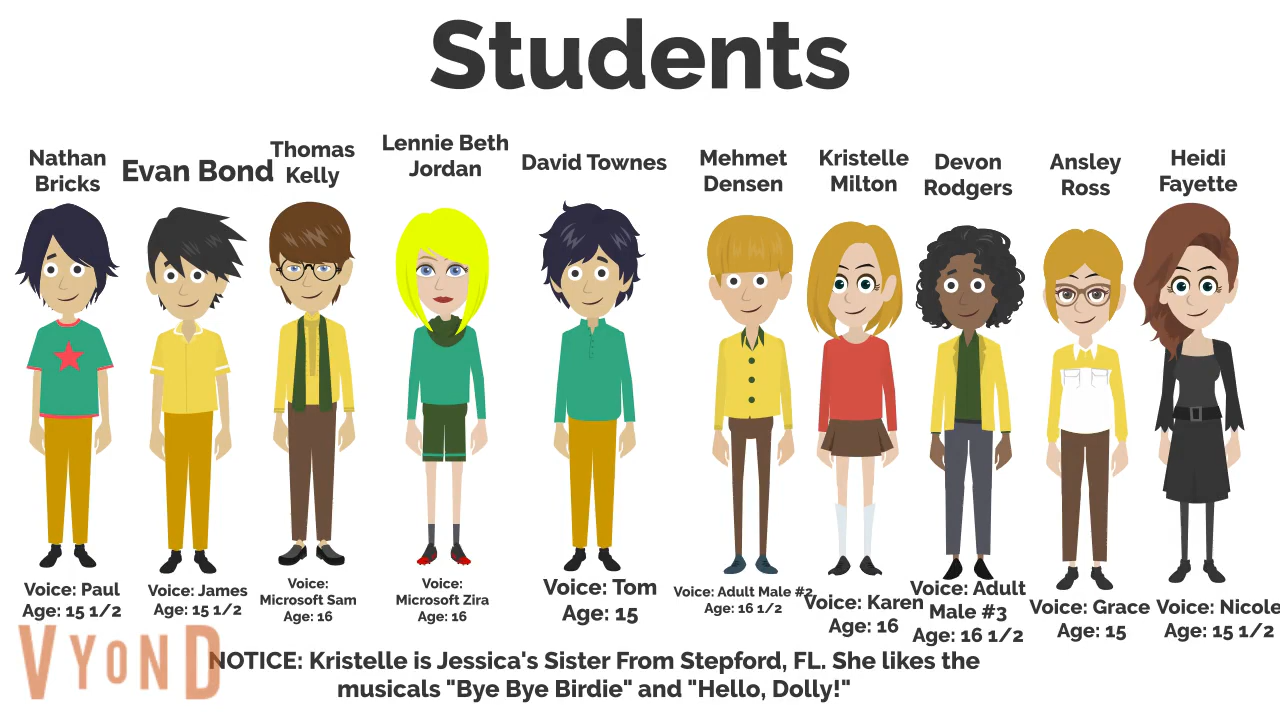 Students
Nathan
Bricks
Evan Bond
Thomas
Kelly
Lennie Beth
Jordan
David Townes
Mehmet
Densen
Kristelle
Milton
Devon
Rodgers
Ansley
Ross
Heidi
Fayette
Voice: Paul
Age: 15 1/2
Voice: James
Age: 15 1/2
Voice:
Microsoft Sam
Age: 16
Voice:
Microsoft Zira
Age: 16
Voice: Tom
Age: 15
Voice: Adult Male #2
Age: 16 1/2
Voice: Karen
Age: 16
Voice: Adult
Male #3
Age: 16 1/2
Voice: Grace
Age: 15
Voice: Nicole
Age: 15 1/2
VYOND
NOTICE: Kristelle is Jessica's Sister From Stepford, FL. She likes the
musicals "Bye Bye Birdie" and "Hello, Dolly!"